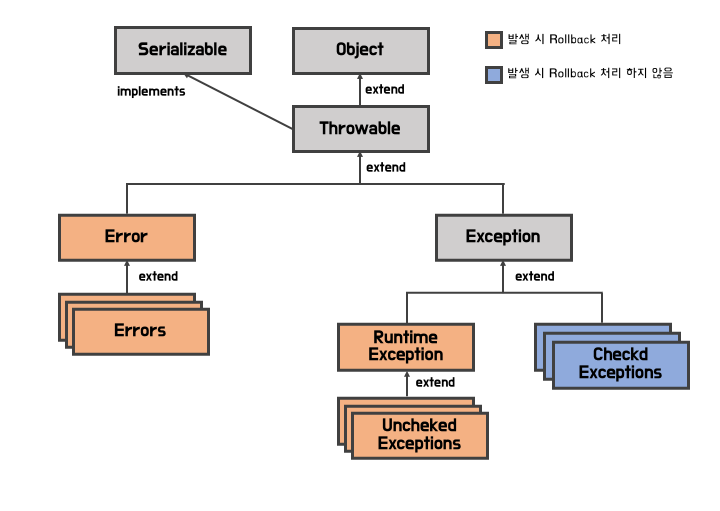 Serializable
Object
발생 시 Rollback 처리
발생 시 Rollback 처리 하지 않음
implements
extend
Throwable
extend
Error
Exception
extend
extend
Errors
Runtime
Exception
Checkd
Exceptions
extend
Uncheked
Exceptions